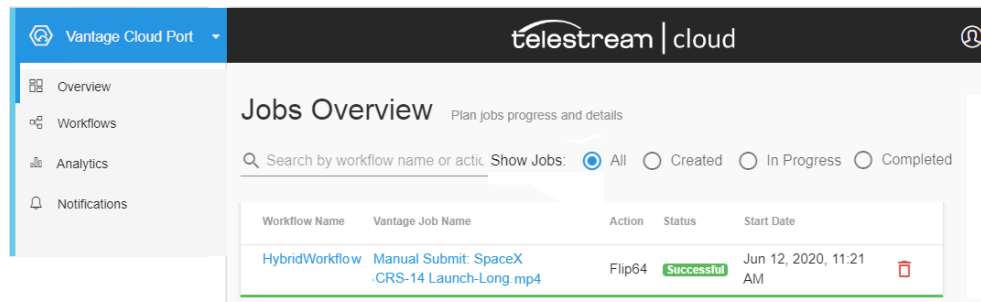 Vantage Cloud Port
telestream | cloud
Overview
Workflows
Analytics
Notifications
Jobs Overview Plan jobs progress and details
Search by workflow name or actic Show Jobs: All Created In Progress Completed
Workflow Name Vantage Job Name Action Status Start Date
HybridWorkflow Manual Submit: SpaceX Flip64 Successful Jun 12, 2020, 11:21
CRS-14 Launch-Long.mp4 AM